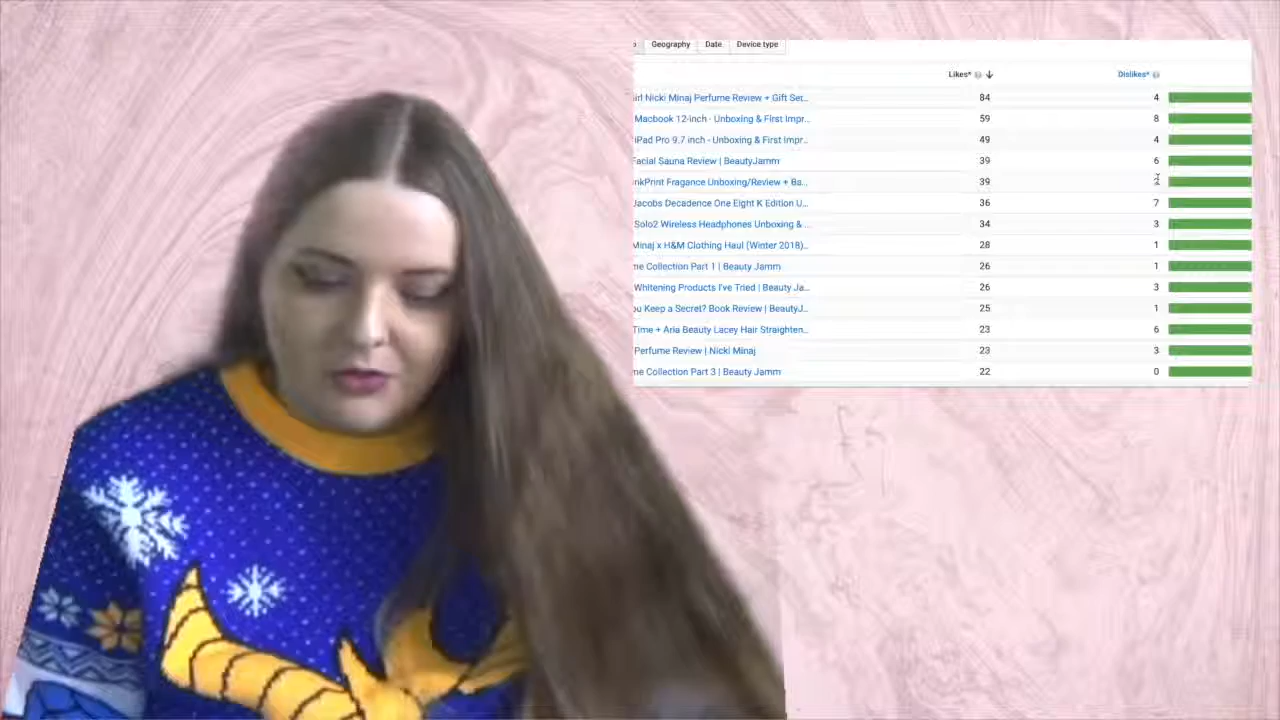 Geography Date Device type
Likes* Dislikes*
irl Nicki Minaj Perfume Review + Gift Set... 84 4
Macbook 12-inch - Unboxing & First Impr... 59 8
iPad Pro 9.7 inch - Unboxing & First Impr... 49 4
Facial Sauna Review | BeautyJamm 39 6
nkPrint Fragance Unboxing/Review + Ba... 39
Jacobs Decadence One Eight K Edition U... 36 7
Solo2 Wireless Headphones Unboxing & ... 34 3
Minaj x H&M Clothing Haul (Winter 2018)... 28 1
me Collection Part 1 | Beauty Jamm 26 1
Whitening Products I've Tried | Beauty Ja... 26 3
ou Keep a Secret? Book Review | BeautyJ... 25 1
Time + Aria Beauty Lacey Hair Straighten... 23 6
Perfume Review | Nicki Minaj 23 3
me Collection Part 3 | Beauty Jamm 22 0